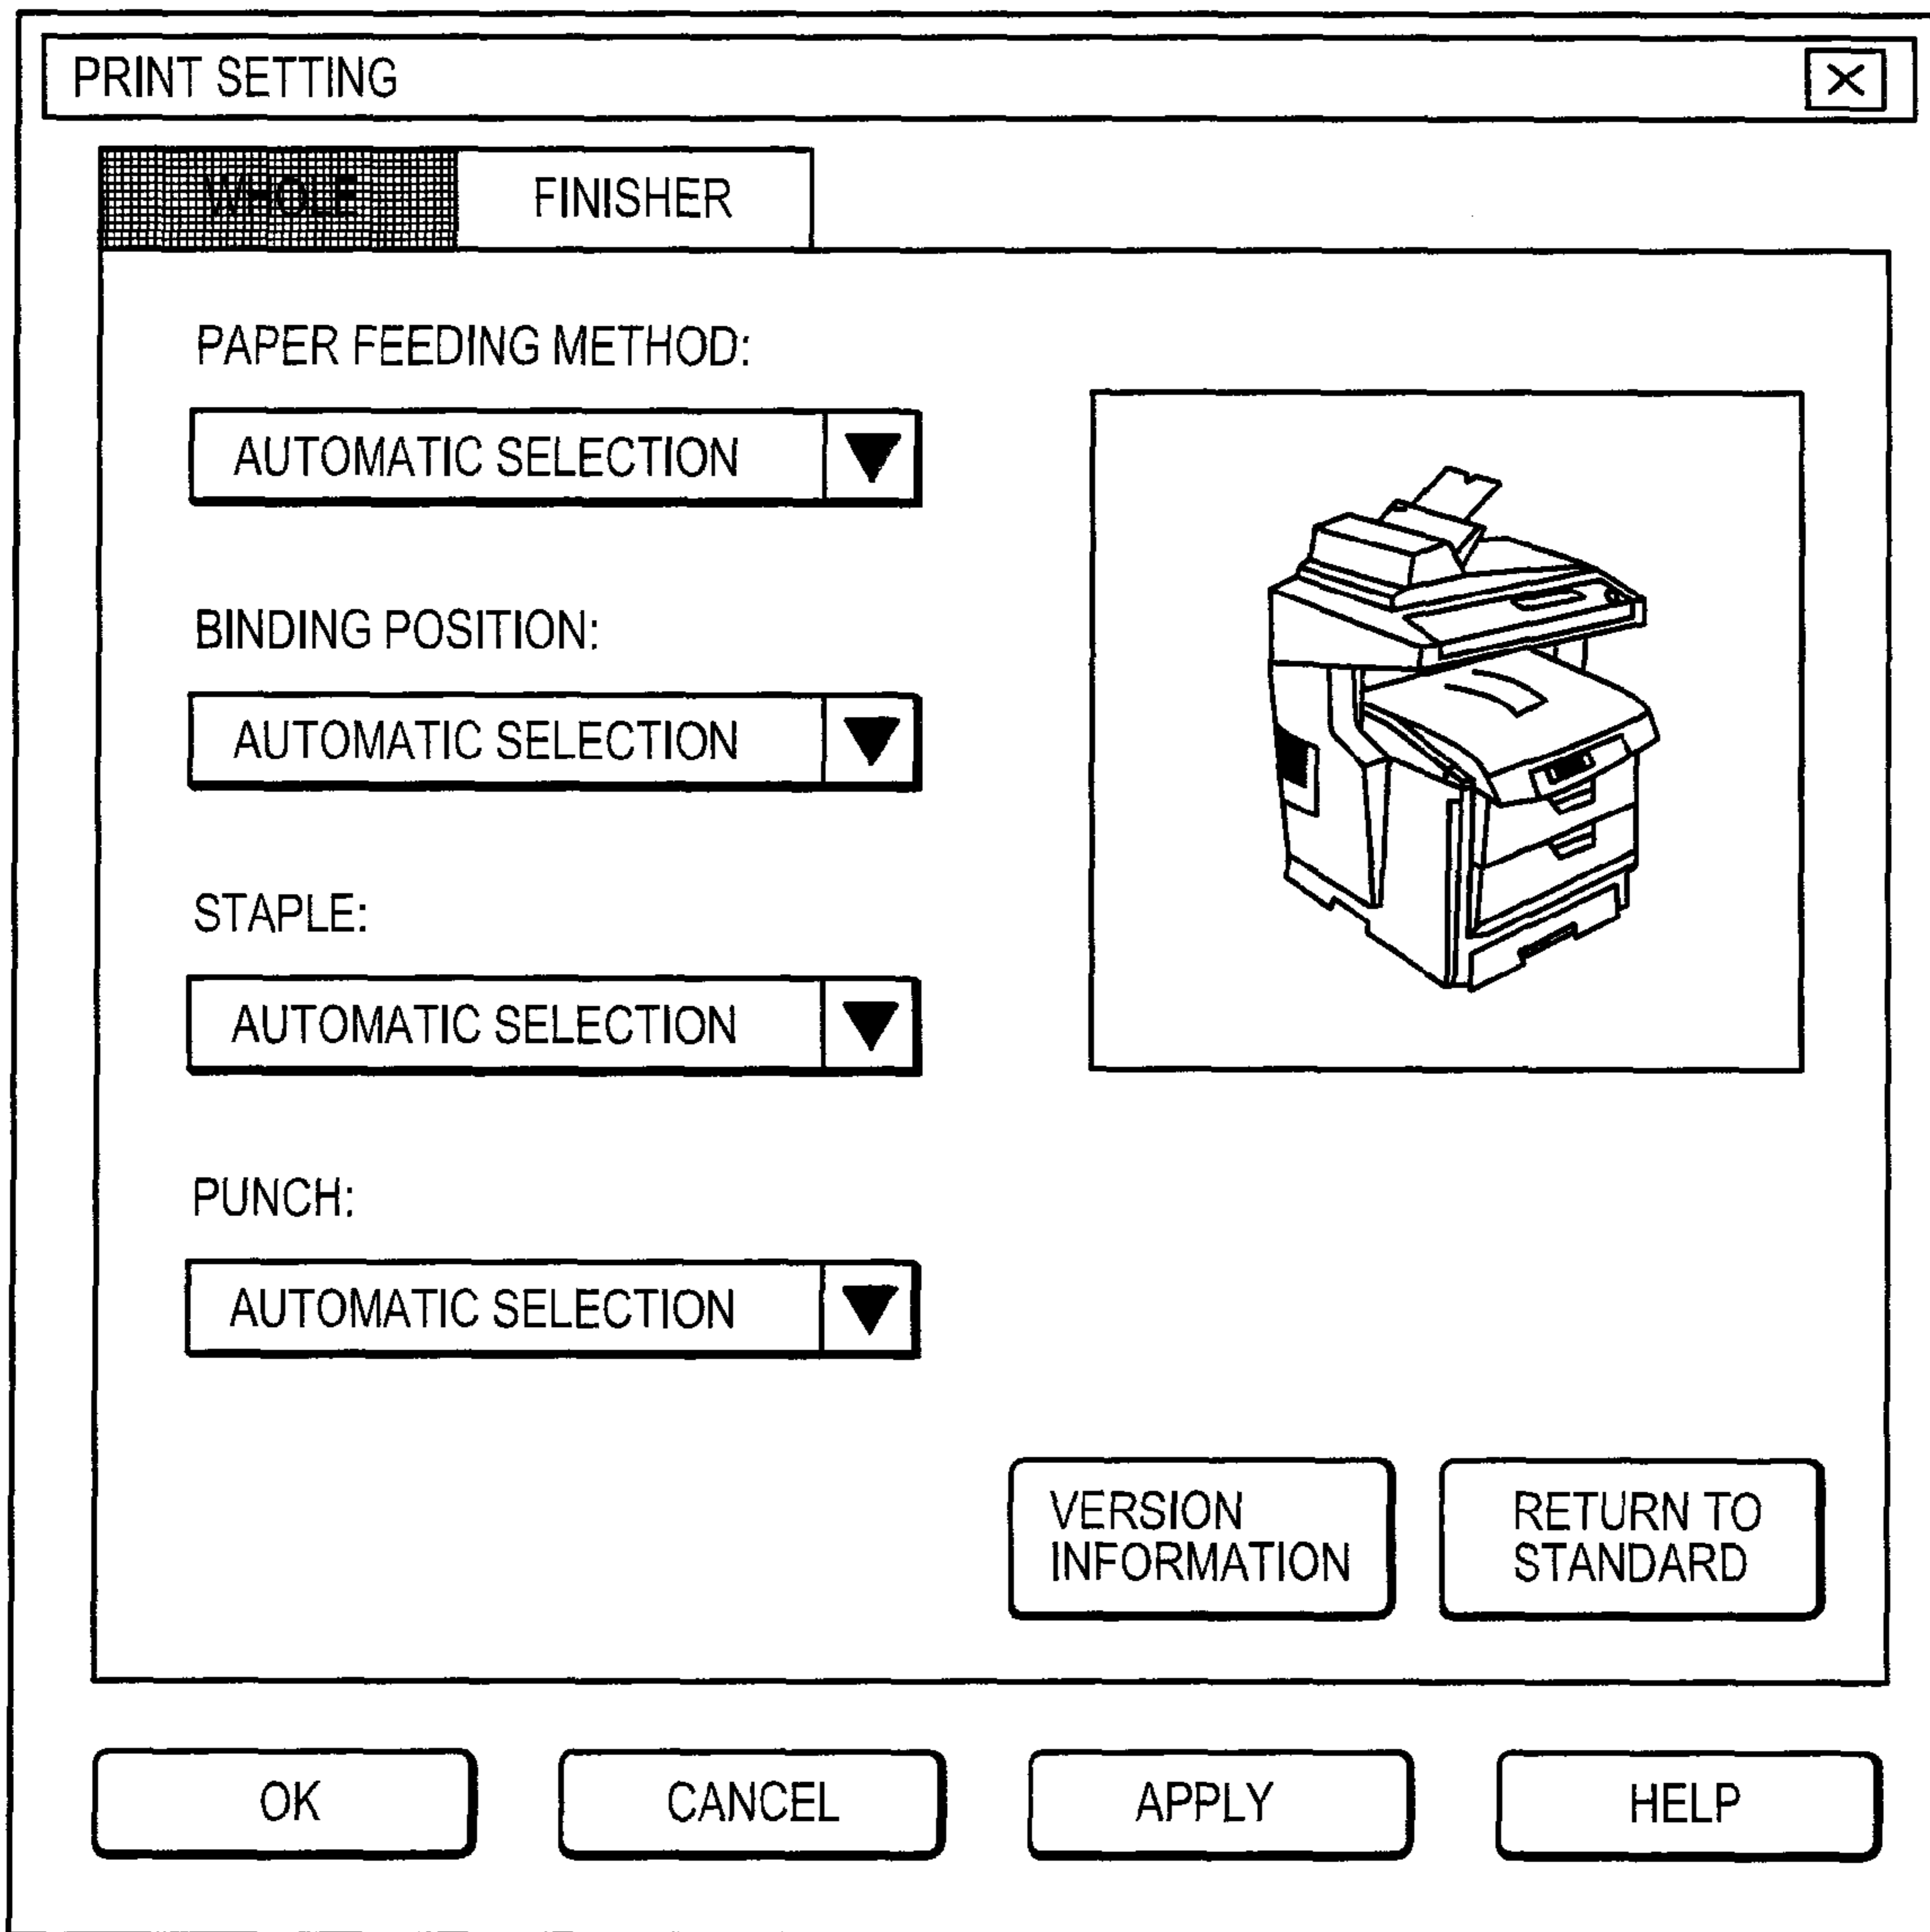 PRINT SETTING
WHOLE
FINISHER
PAPER FEEDING METHOD:
AUTOMATIC SELECTION
BINDING POSITION:
AUTOMATIC SELECTION
STAPLE:
AUTOMATIC SELECTION
PUNCH:
AUTOMATIC SELECTION
VERSION
INFORMATION
RETURN TO
STANDARD
OK
CANCEL
APPLY
HELP